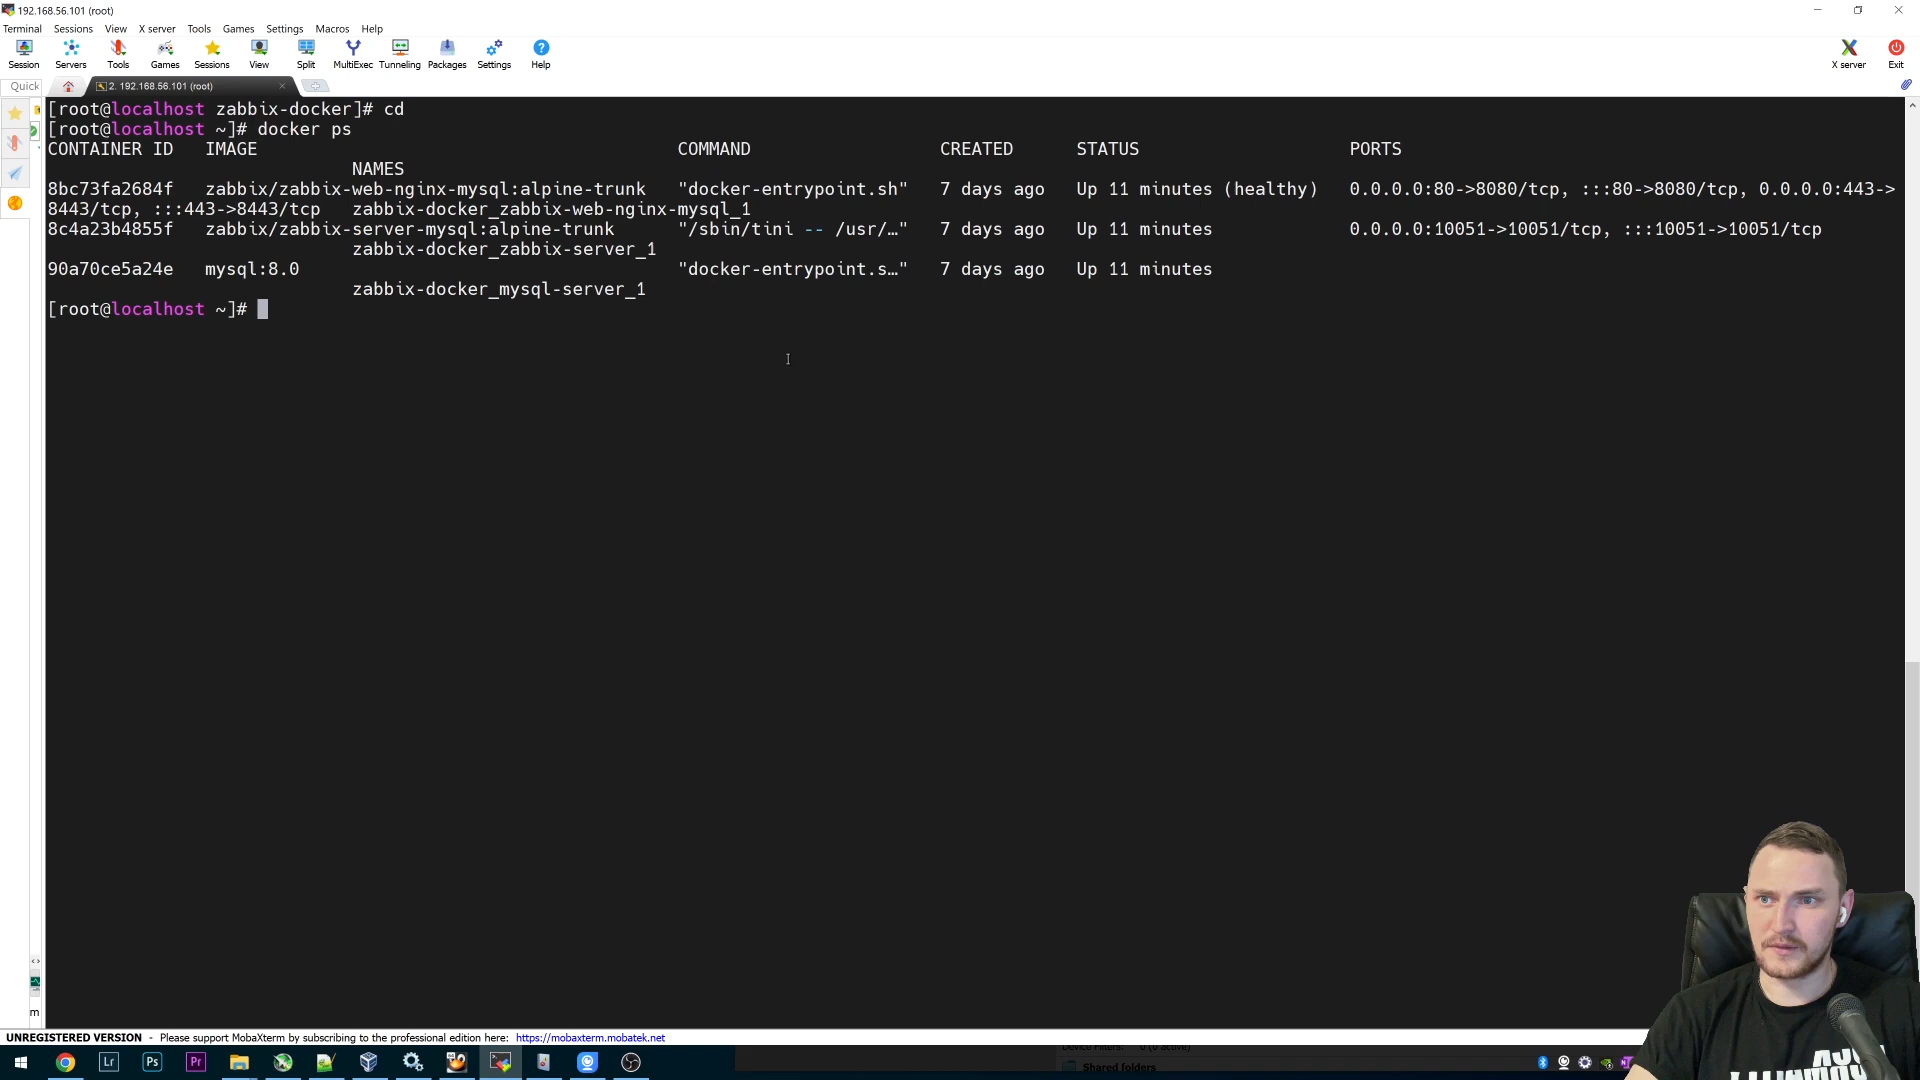 192.168.56.101 (root)
Terminal Sessions View X server Tools Games Settings Macros Help
Session Servers Tools Games Sessions View Split MultiExec Tunneling Packages Settings Help X server Exit
Quick 2. 192.168.56.101 (root)
[root@localhost zabbix-docker]# cd
[root@localhost ~]# docker ps
CONTAINER ID IMAGE COMMAND CREATED STATUS PORTS
NAMES
8bc73fa2684f zabbix/zabbix-web-nginx-mysql:alpine-trunk "docker-entrypoint.sh" 7 days ago Up 11 minutes (healthy) 0.0.0.0:80->8080/tcp, :::80->8080/tcp, 0.0.0.0:443->
8443/tcp, :::443->8443/tcp zabbix-docker_zabbix-web-nginx-mysql_1
8c4a23b4855f zabbix/zabbix-server-mysql:alpine-trunk "/sbin/tini -- /usr/…" 7 days ago Up 11 minutes 0.0.0.0:10051->10051/tcp, :::10051->10051/tcp
zabbix-docker_zabbix-server_1
90a70ce5a24e mysql:8.0 "docker-entrypoint.s…" 7 days ago Up 11 minutes
zabbix-docker_mysql-server_1
[root@localhost ~]#
m
UNREGISTERED VERSION - Please support MobaXterm by subscribing to the professional edition here: https://mobaxterm.mobatek.net
Lr Ps Pr
Shared folders